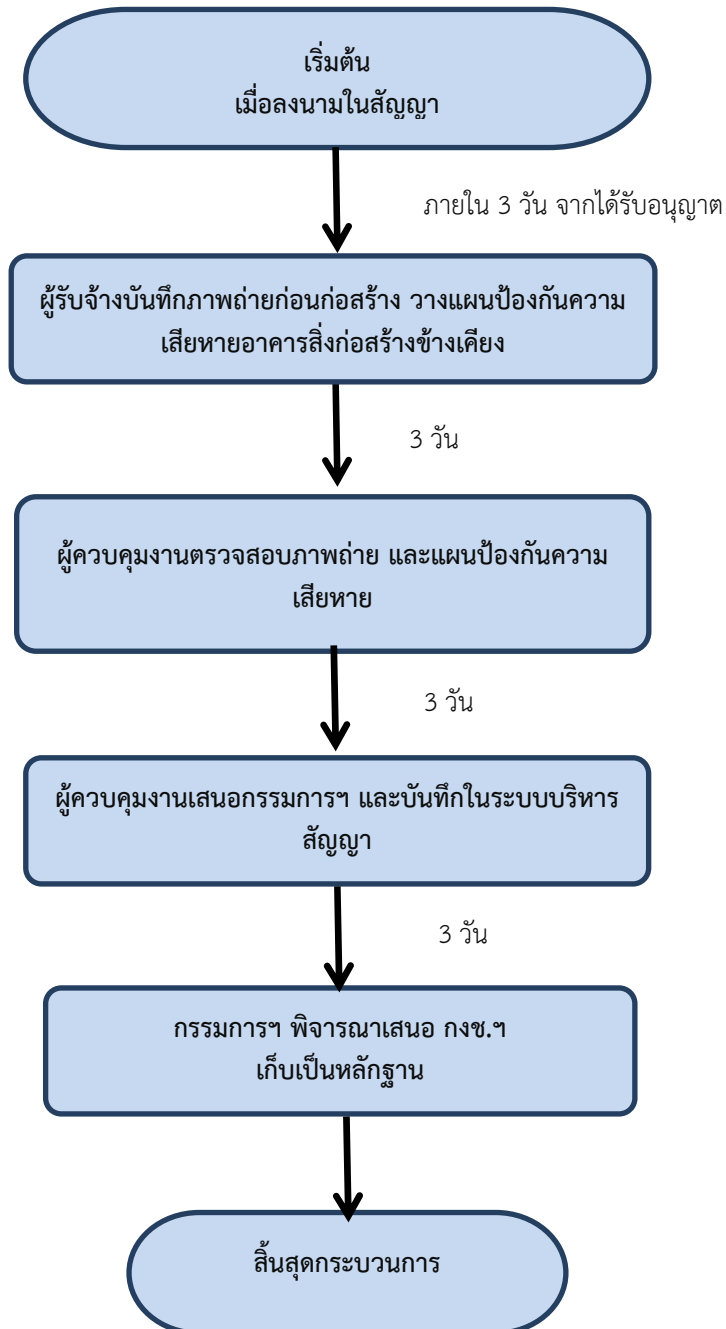 เริ่มต้น
เมื่อลงนามในสัญญา
ภายใน 3 วัน จากได้รับอนุญาต
ผู้รับจ้างบันทึกภาพถ่ายก่อนก่อสร้าง วางแผนป้องกันความ
เสียหายอาคารสิ่งก่อสร้างข้างเคียง
3 วัน
ผู้ควบคุมงานตรวจสอบภาพถ่าย และแผนป้องกันความ
เสียหาย
3 วัน
ผู้ควบคุมงานเสนอกรรมการฯ และบันทึกในระบบบริหาร
สัญญา
3 วัน
กรรมการฯ พิจารณาเสนอ กงช.ฯ
เก็บเป็นหลักฐาน
สิ้นสุดกระบวนการ